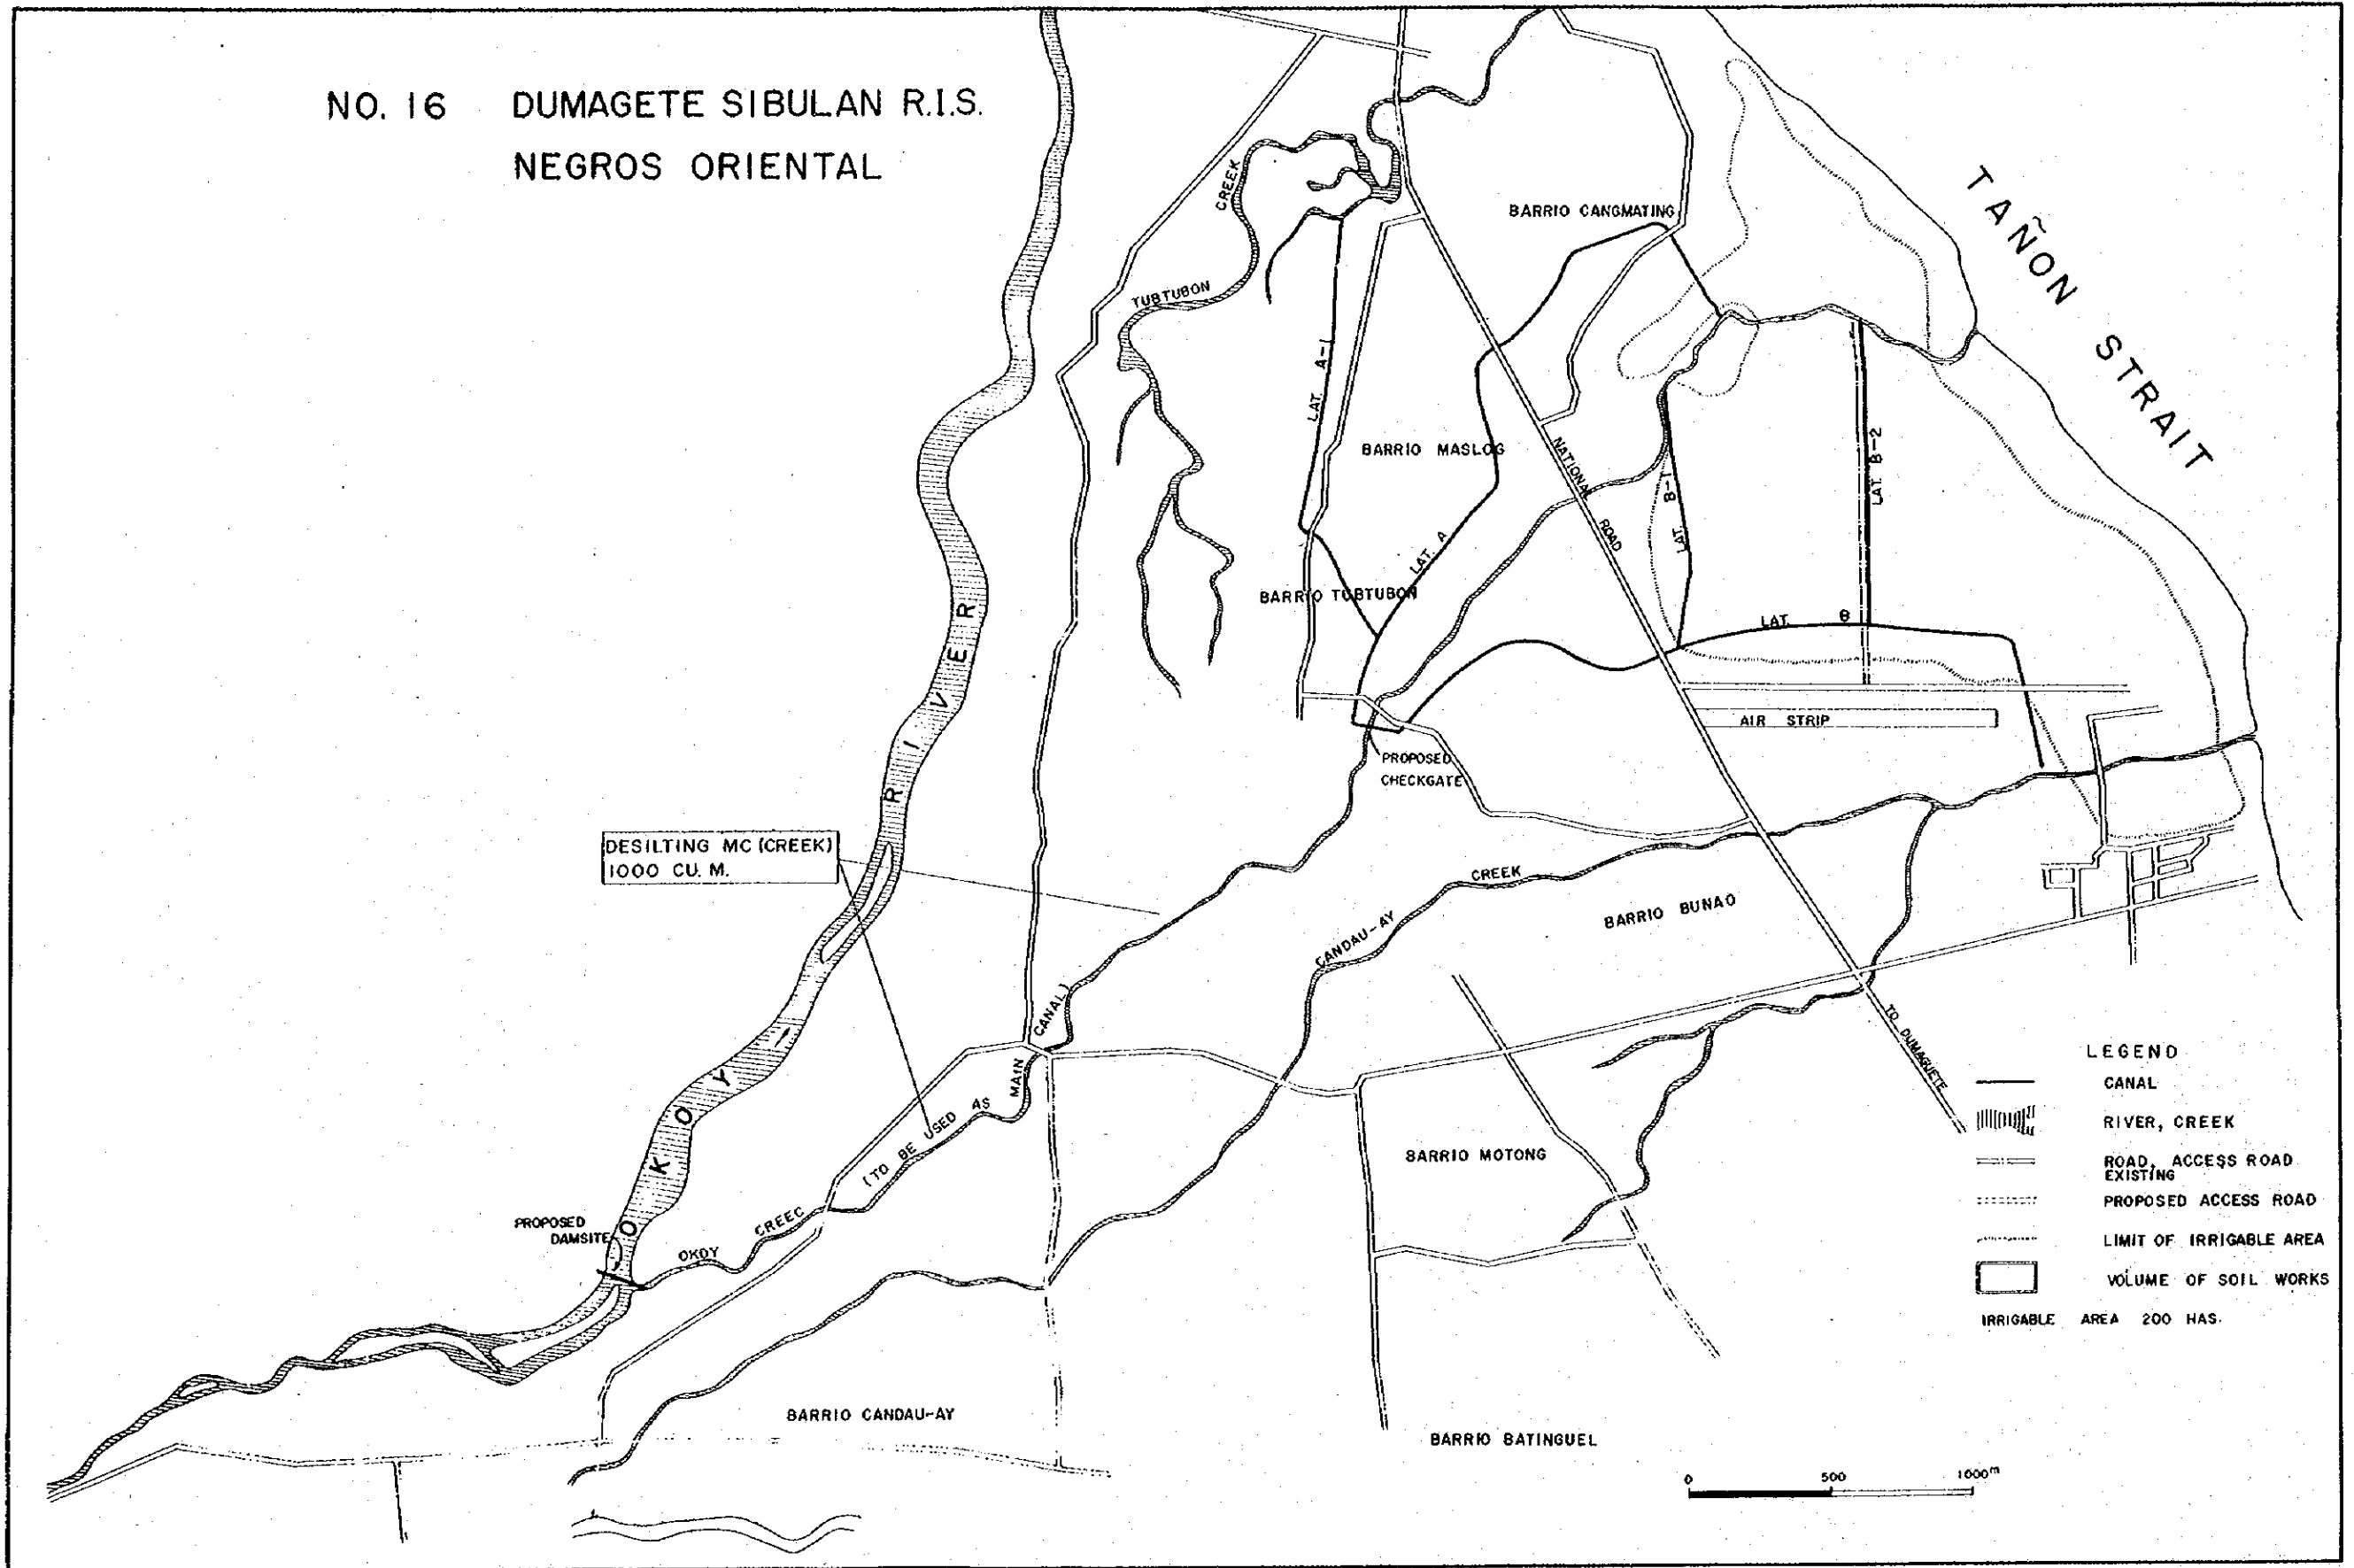 NO. 16 DUMAGETE SIBULAN R.I.S.
NEGROS ORIENTAL
TAÑON STRAIT
CREEK
TUBTUBON
BARRIO CANGMATING
LAT. A-1
BARRIO MASLOG
NATIONAL ROAD
LAT. B-1
LAT. B-2
LAT. A
BARRIO TUBTUBON
LAT. B
AIR STRIP
PROPOSED
CHECKGATE
OKOY RIVER
DESILTING MC (CREEK)
1000 CU. M.
CANDAU-AY CREEK
BARRIO BUNAO
(TO BE USED AS MAIN CANAL)
TO DUMAGUETE
PROPOSED
DAMSITE
OKOY CREEC
BARRIO MOTONG
BARRIO CANDAU-AY
BARRIO BATINGUEL
LEGEND
CANAL
RIVER, CREEK
ROAD, ACCESS ROAD
EXISTING
PROPOSED ACCESS ROAD
LIMIT OF IRRIGABLE AREA
VOLUME OF SOIL WORKS
IRRIGABLE AREA 200 HAS.
0 500 1000m